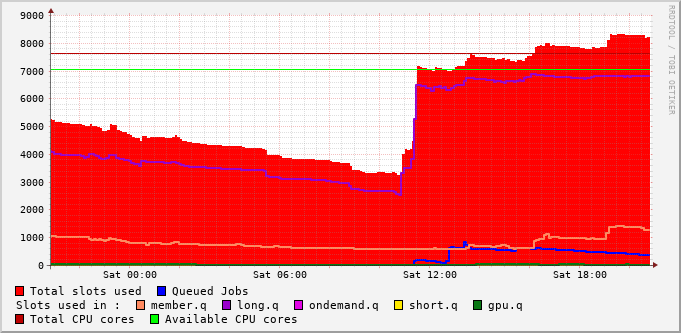 9000
8000
7000
6000
5000
4000
3000
2000
1000
0
Sat 00:00 Sat 06:00 Sat 12:00 Sat 18:00
RRDTOOL / TOBI OETIKER
Total slots used Queued Jobs
Slots used in : member.q long.q ondemand.q short.q gpu.q
Total CPU cores Available CPU cores